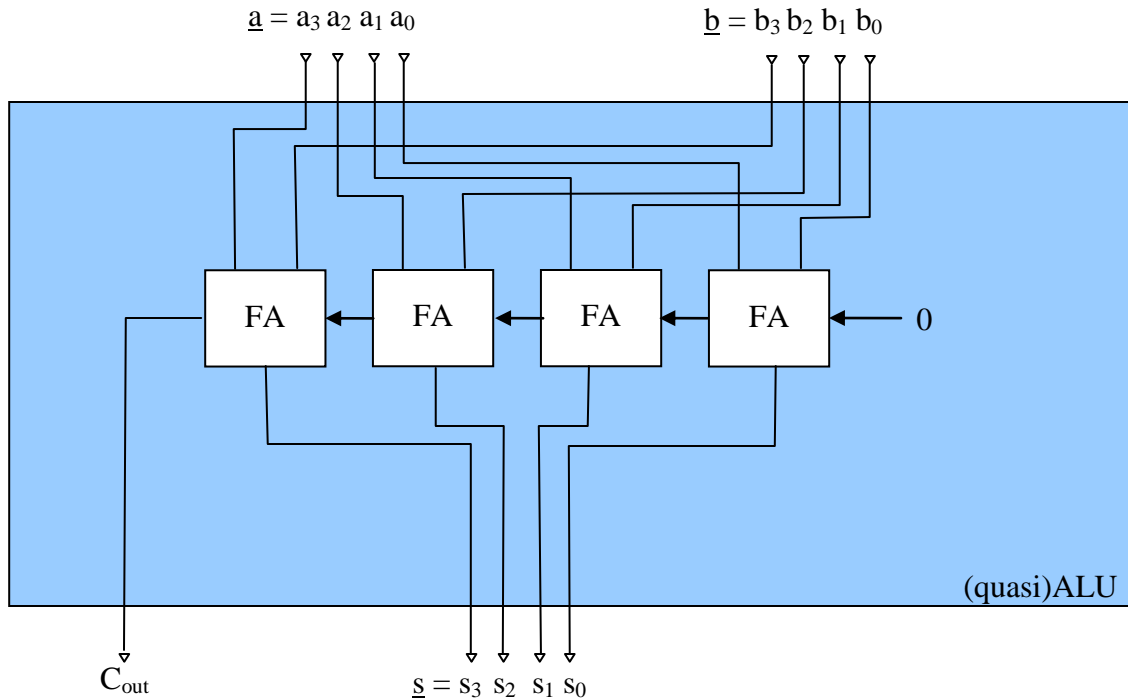 a = a₃ a₂ a₁ a₀
b = b₃ b₂ b₁ b₀
FA FA FA FA 0
(quasi)ALU
Cout
s = s₃ s₂ s₁ s₀